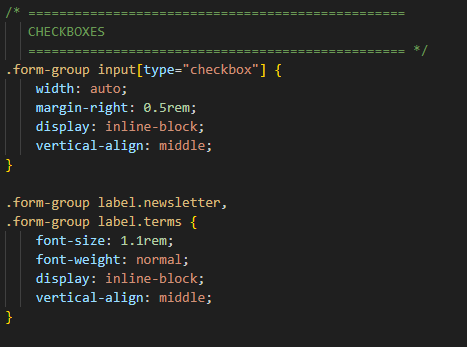 /* ================================================
CHECKBOXES
================================================ */
.form-group input[type="checkbox"] {
width: auto;
margin-right: 0.5rem;
display: inline-block;
vertical-align: middle;
}
.form-group label.newsletter,
.form-group label.terms {
font-size: 1.1rem;
font-weight: normal;
display: inline-block;
vertical-align: middle;
}